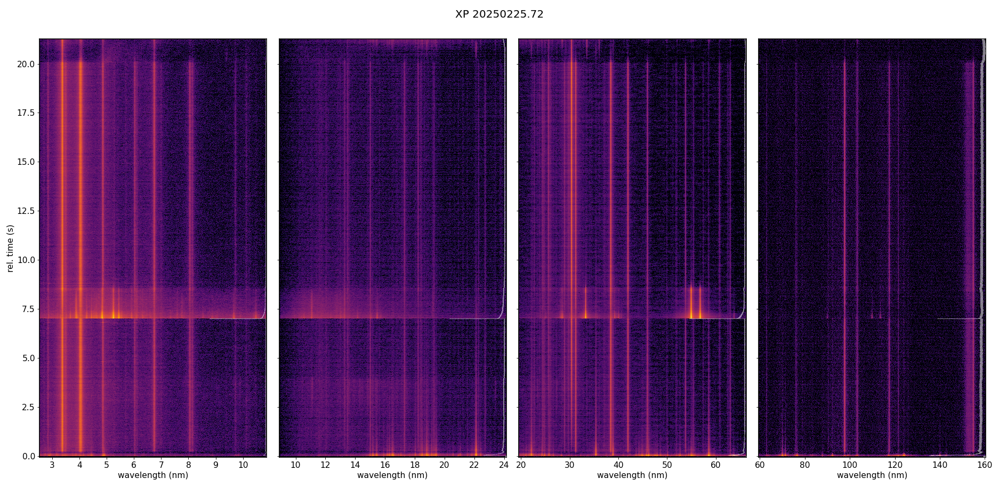 XP 20250225.72
rel. time (s)
20.0
17.5
15.0
12.5
10.0
7.5
5.0
2.5
0.0
3 4 5 6 7 8 9 10
wavelength (nm)
10 12 14 16 18 20 22 24
wavelength (nm)
20 30 40 50 60
wavelength (nm)
60 80 100 120 140 160
wavelength (nm)